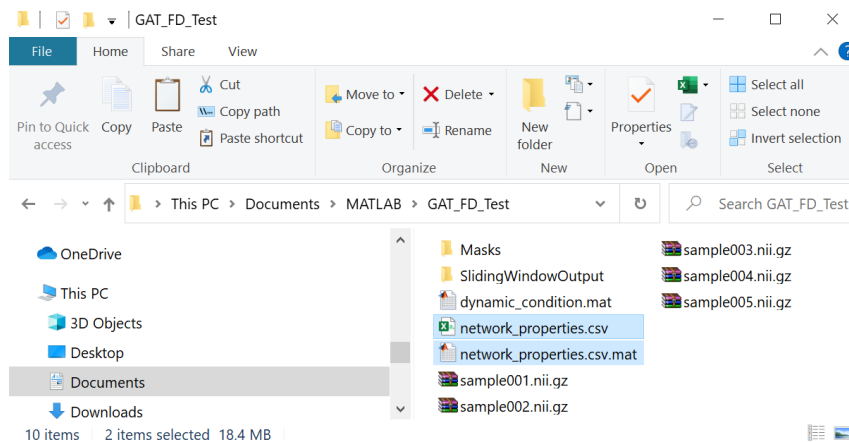 GAT_FD_Test
File Home Share View
Pin to Quick access
Copy
Paste
Cut
Copy path
Paste shortcut
Move to
Copy to
Delete
Rename
New folder
Properties
Select all
Select none
Invert selection
Clipboard Organize New Open Select
This PC > Documents > MATLAB > GAT_FD_Test
Search GAT_FD_Test
OneDrive
This PC
3D Objects
Desktop
Documents
Downloads
Masks
SlidingWindowOutput
dynamic_condition.mat
network_properties.csv
network_properties.csv.mat
sample001.nii.gz
sample002.nii.gz
sample003.nii.gz
sample004.nii.gz
sample005.nii.gz
10 items 2 items selected 18.4 MB